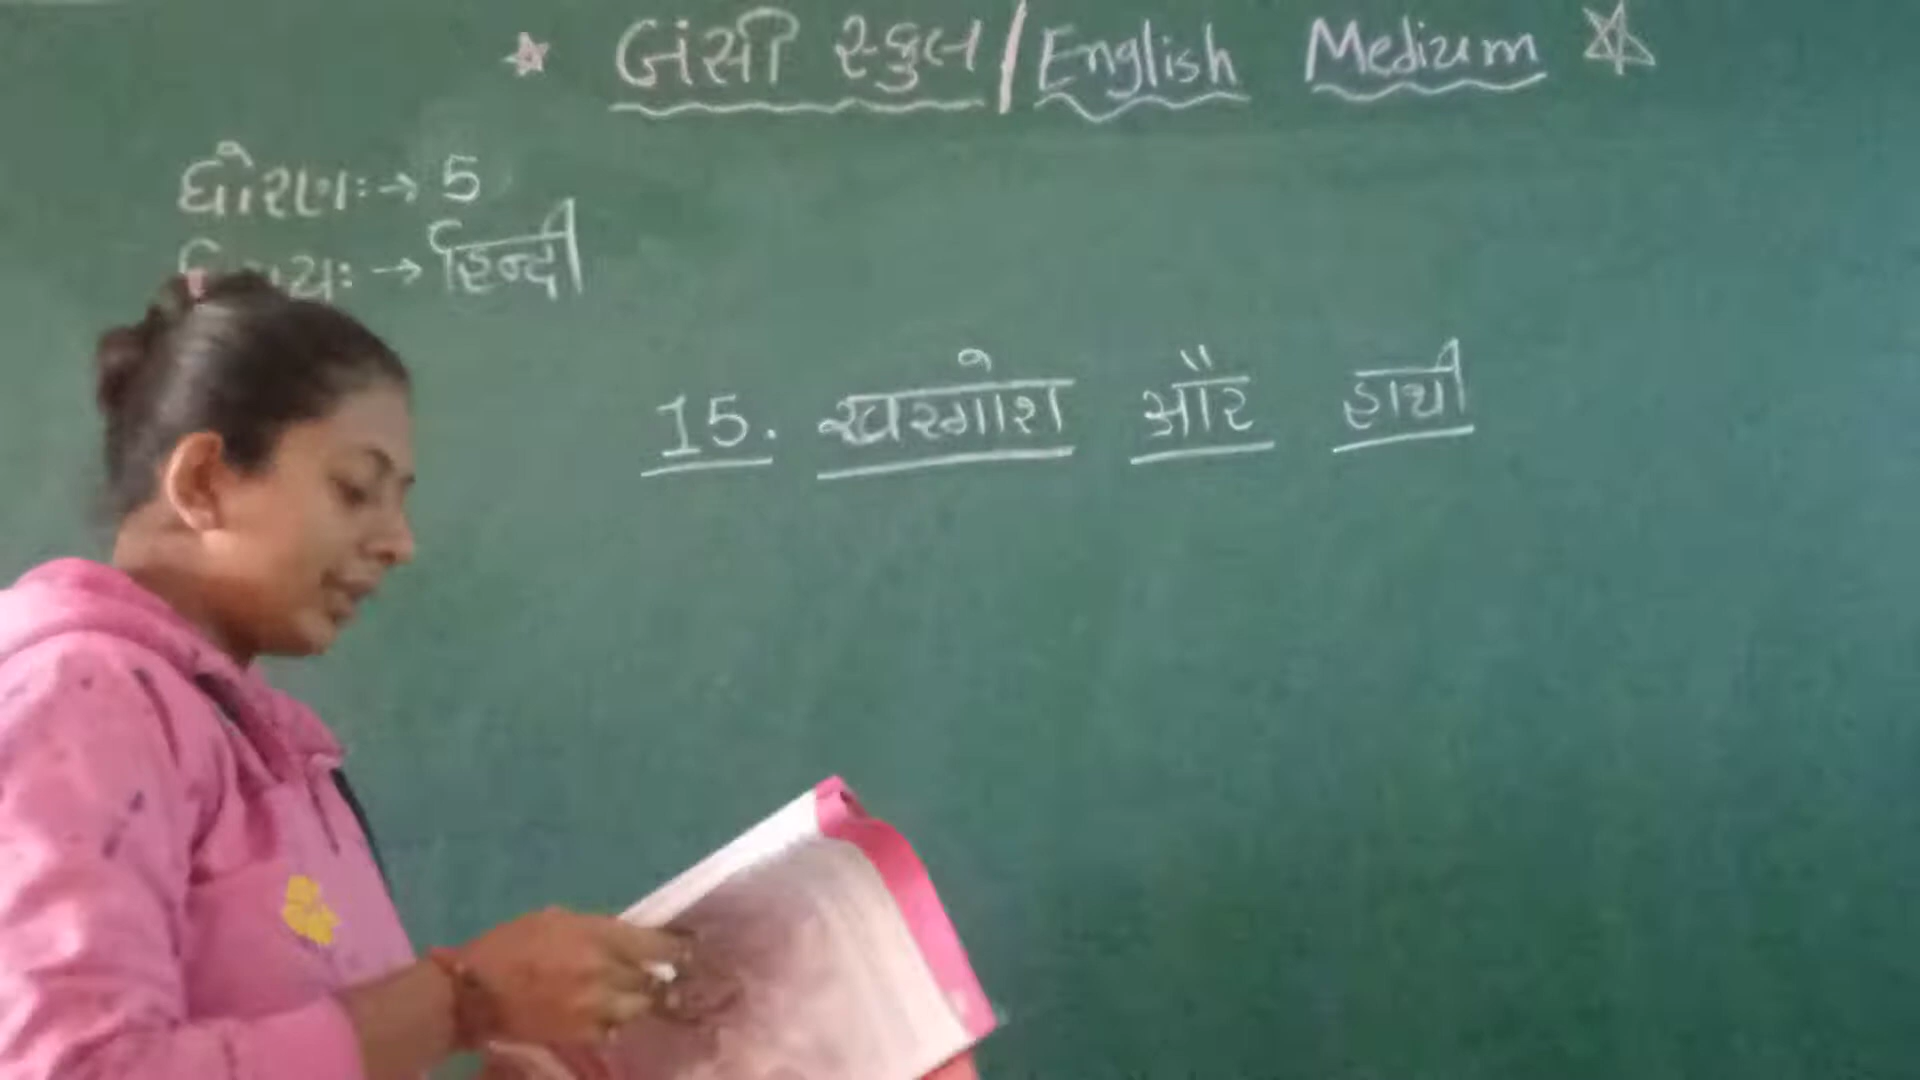 બંસી સ્કુલ / English Medium
ધોરણઃ→ 5
વિષયઃ → हिन्दी
15. खरगोश और हाथी